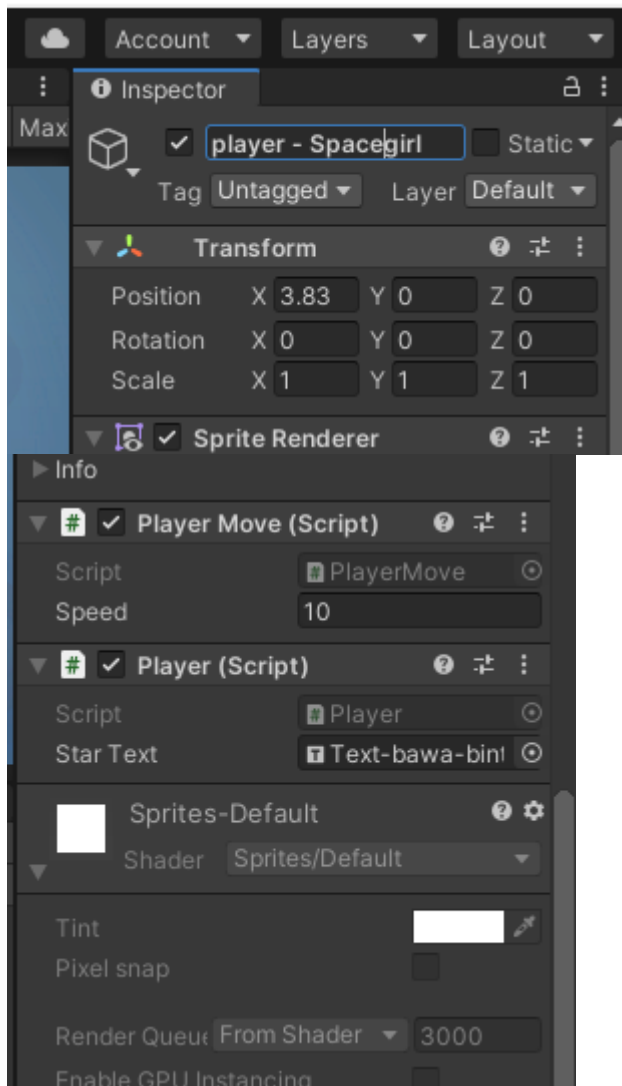 Account Layers Layout
Inspector
Max
player - Spacegirl Static
Tag Untagged Layer Default
Transform
Position X 3.83 Y 0 Z 0
Rotation X 0 Y 0 Z 0
Scale X 1 Y 1 Z 1
Sprite Renderer
Info
# Player Move (Script)
Script # PlayerMove
Speed 10
# Player (Script)
Script # Player
Star Text T Text-bawa-bint
Sprites-Default
Shader Sprites/Default
Tint
Pixel snap
Render Queue From Shader 3000
Enable GPU Instancing